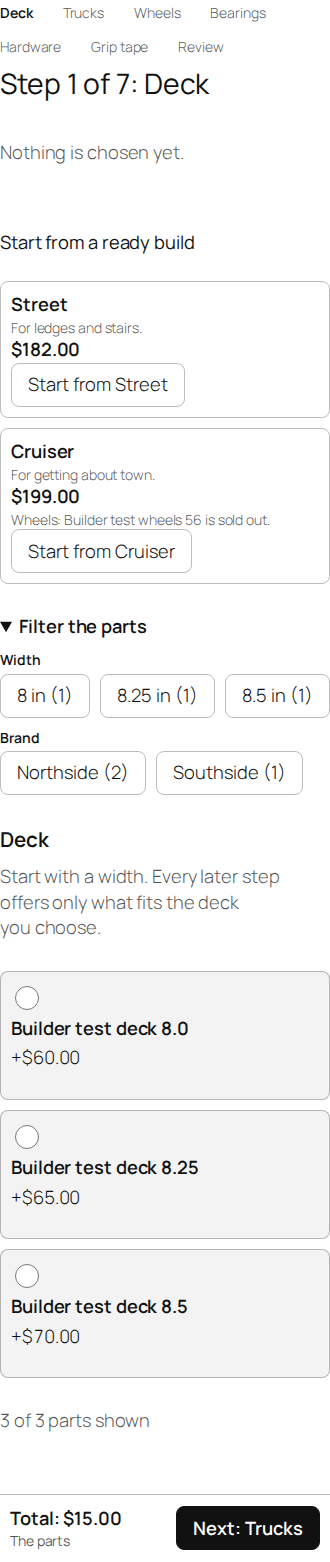 Deck Trucks Wheels Bearings
Hardware Grip tape Review
Step 1 of 7: Deck
Nothing is chosen yet.
Start from a ready build
Street
For ledges and stairs.
$182.00
Start from Street
Cruiser
For getting about town.
$199.00
Wheels: Builder test wheels 56 is sold out.
Start from Cruiser
Filter the parts
Width
8 in (1) 8.25 in (1) 8.5 in (1)
Brand
Northside (2) Southside (1)
Deck
Start with a width. Every later step
offers only what fits the deck
you choose.
Builder test deck 8.0
+$60.00
Builder test deck 8.25
+$65.00
Builder test deck 8.5
+$70.00
3 of 3 parts shown
Total: $15.00
The parts
Next: Trucks